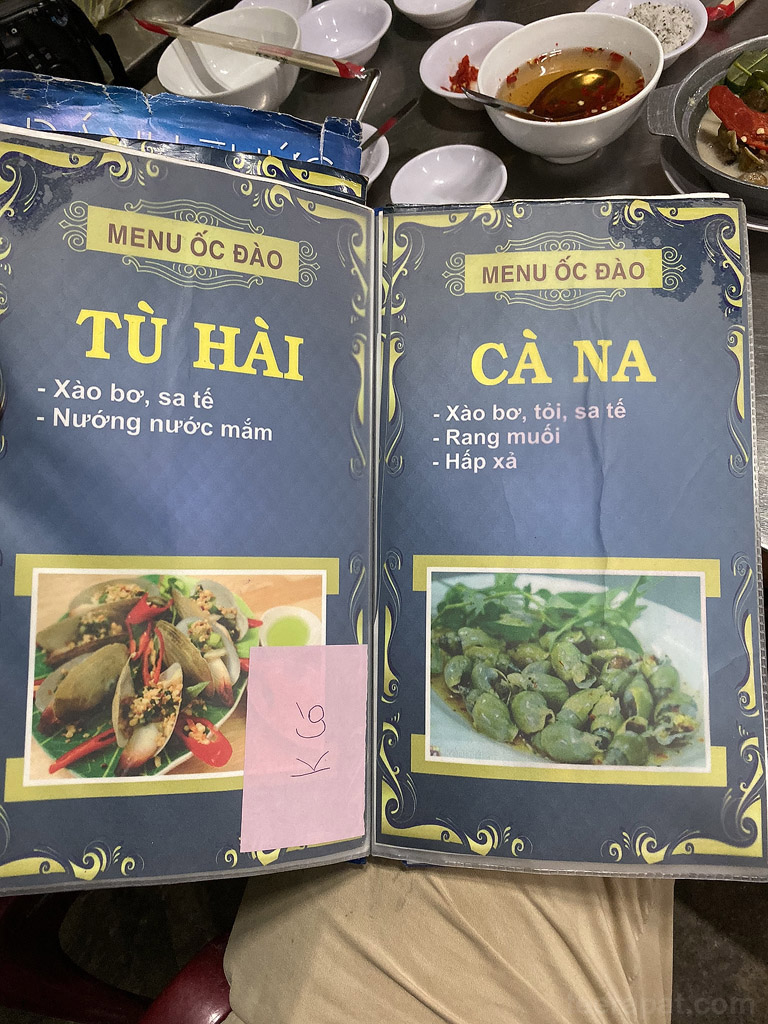 MENU ỐC ĐÀO
TÙ HÀI
- Xào bơ, sa tế
- Nướng nước mắm
K Có
MENU ỐC ĐÀO
CÀ NA
- Xào bơ, tỏi, sa tế
- Rang muối
- Hấp xả